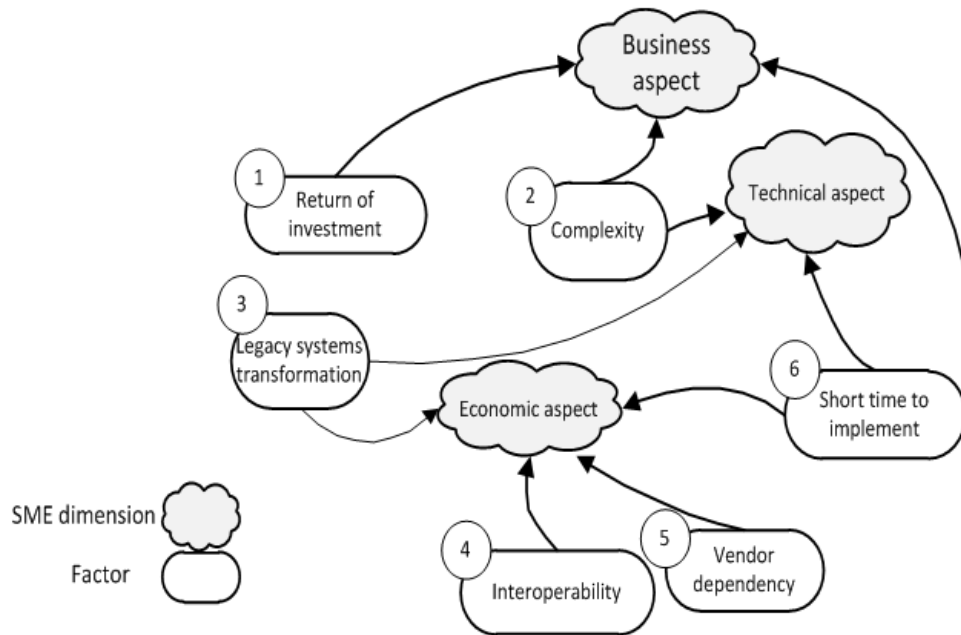 Business
aspect
1
Return of
investment
2
Complexity
Technical aspect
3
Legacy systems
transformation
Economic aspect
6
Short time to
implement
SME dimension
Factor
4
Interoperability
5
Vendor
dependency